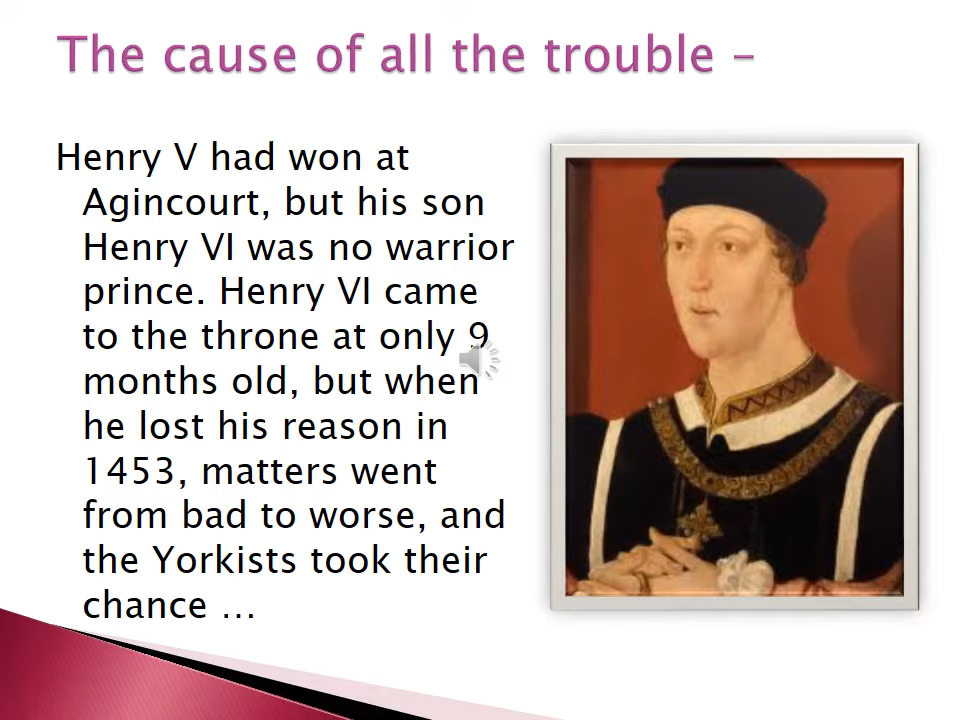 The cause of all the trouble –
Henry V had won at
Agincourt, but his son
Henry VI was no warrior
prince. Henry VI came
to the throne at only 9
months old, but when
he lost his reason in
1453, matters went
from bad to worse, and
the Yorkists took their
chance …